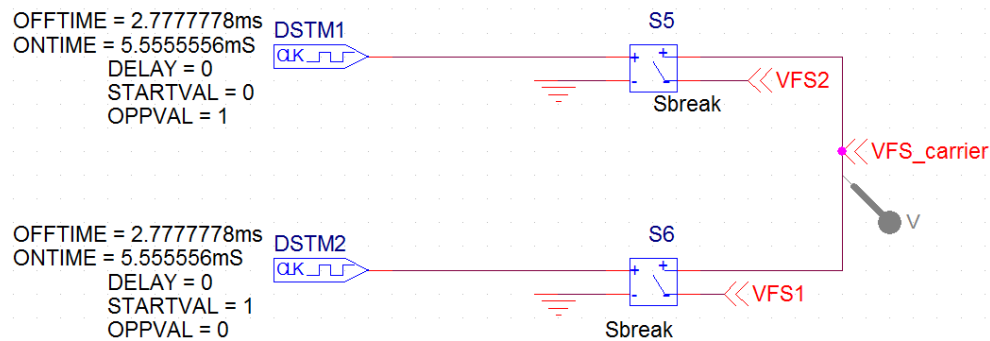 OFFTIME = 2.7777778ms
ONTIME = 5.5555556mS
DELAY = 0
STARTVAL = 0
OPPVAL = 1
DSTM1
CLK
S5
+
+
-
-
Sbreak
VFS2
VFS_carrier
V
OFFTIME = 2.7777778ms
ONTIME = 5.555556mS
DELAY = 0
STARTVAL = 1
OPPVAL = 0
DSTM2
CLK
S6
+
+
-
-
Sbreak
VFS1